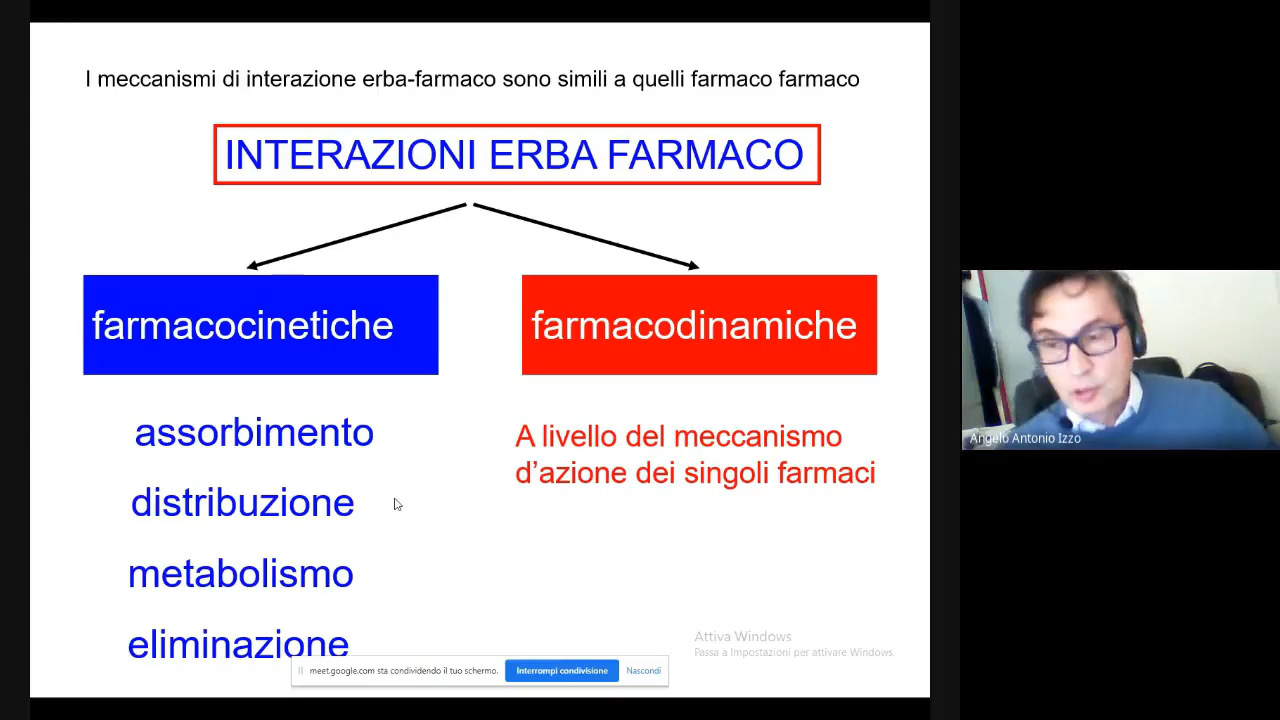 I meccanismi di interazione erba-farmaco sono simili a quelli farmaco farmaco
INTERAZIONI ERBA FARMACO
farmacocinetiche
farmacodinamiche
assorbimento
distribuzione
metabolismo
eliminazione
A livello del meccanismo
d'azione dei singoli farmaci
Attiva Windows
Passa a Impostazioni per attivare Windows.
meet.google.com sta condividendo il tuo schermo.
Interrompi condivisione
Nascondi
Angelo Antonio Izzo